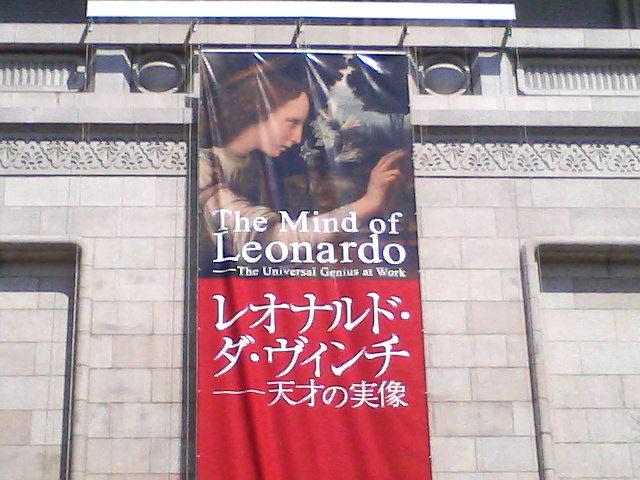 The Mind of
Leonardo
—The Universal Genius at Work
レオナルド・
ダ・ヴィンチ
——天才の実像